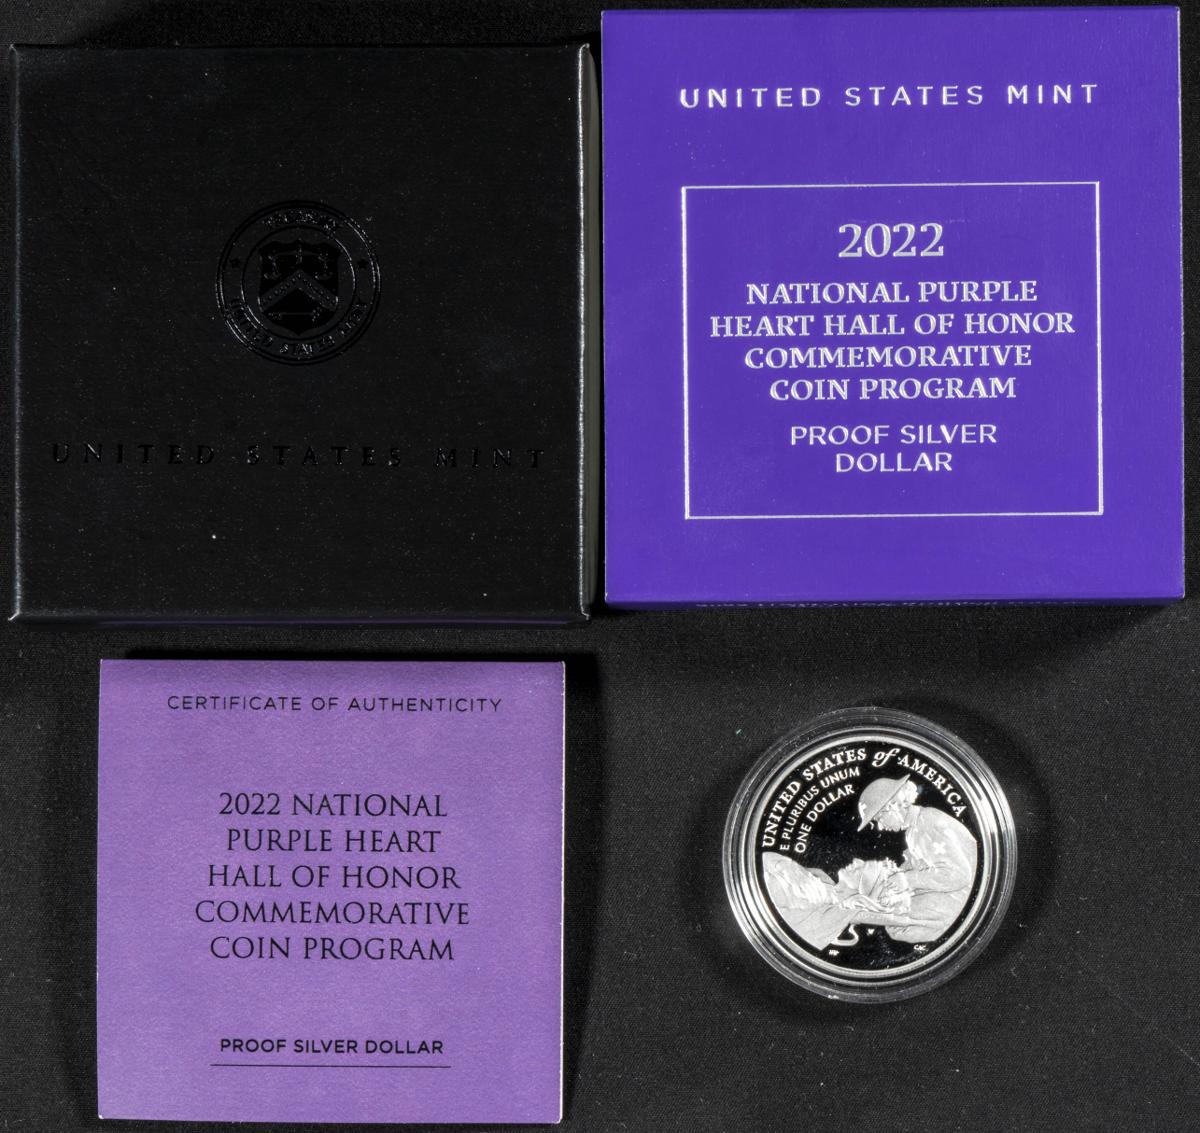 UNITED STATES MINT
UNITED STATES MINT
2022
NATIONAL PURPLE
HEART HALL OF HONOR
COMMEMORATIVE
COIN PROGRAM
PROOF SILVER
DOLLAR
CERTIFICATE OF AUTHENTICITY
2022 NATIONAL
PURPLE HEART
HALL OF HONOR
COMMEMORATIVE
COIN PROGRAM
PROOF SILVER DOLLAR
UNITED STATES of AMERICA
E PLURIBUS UNUM
ONE DOLLAR